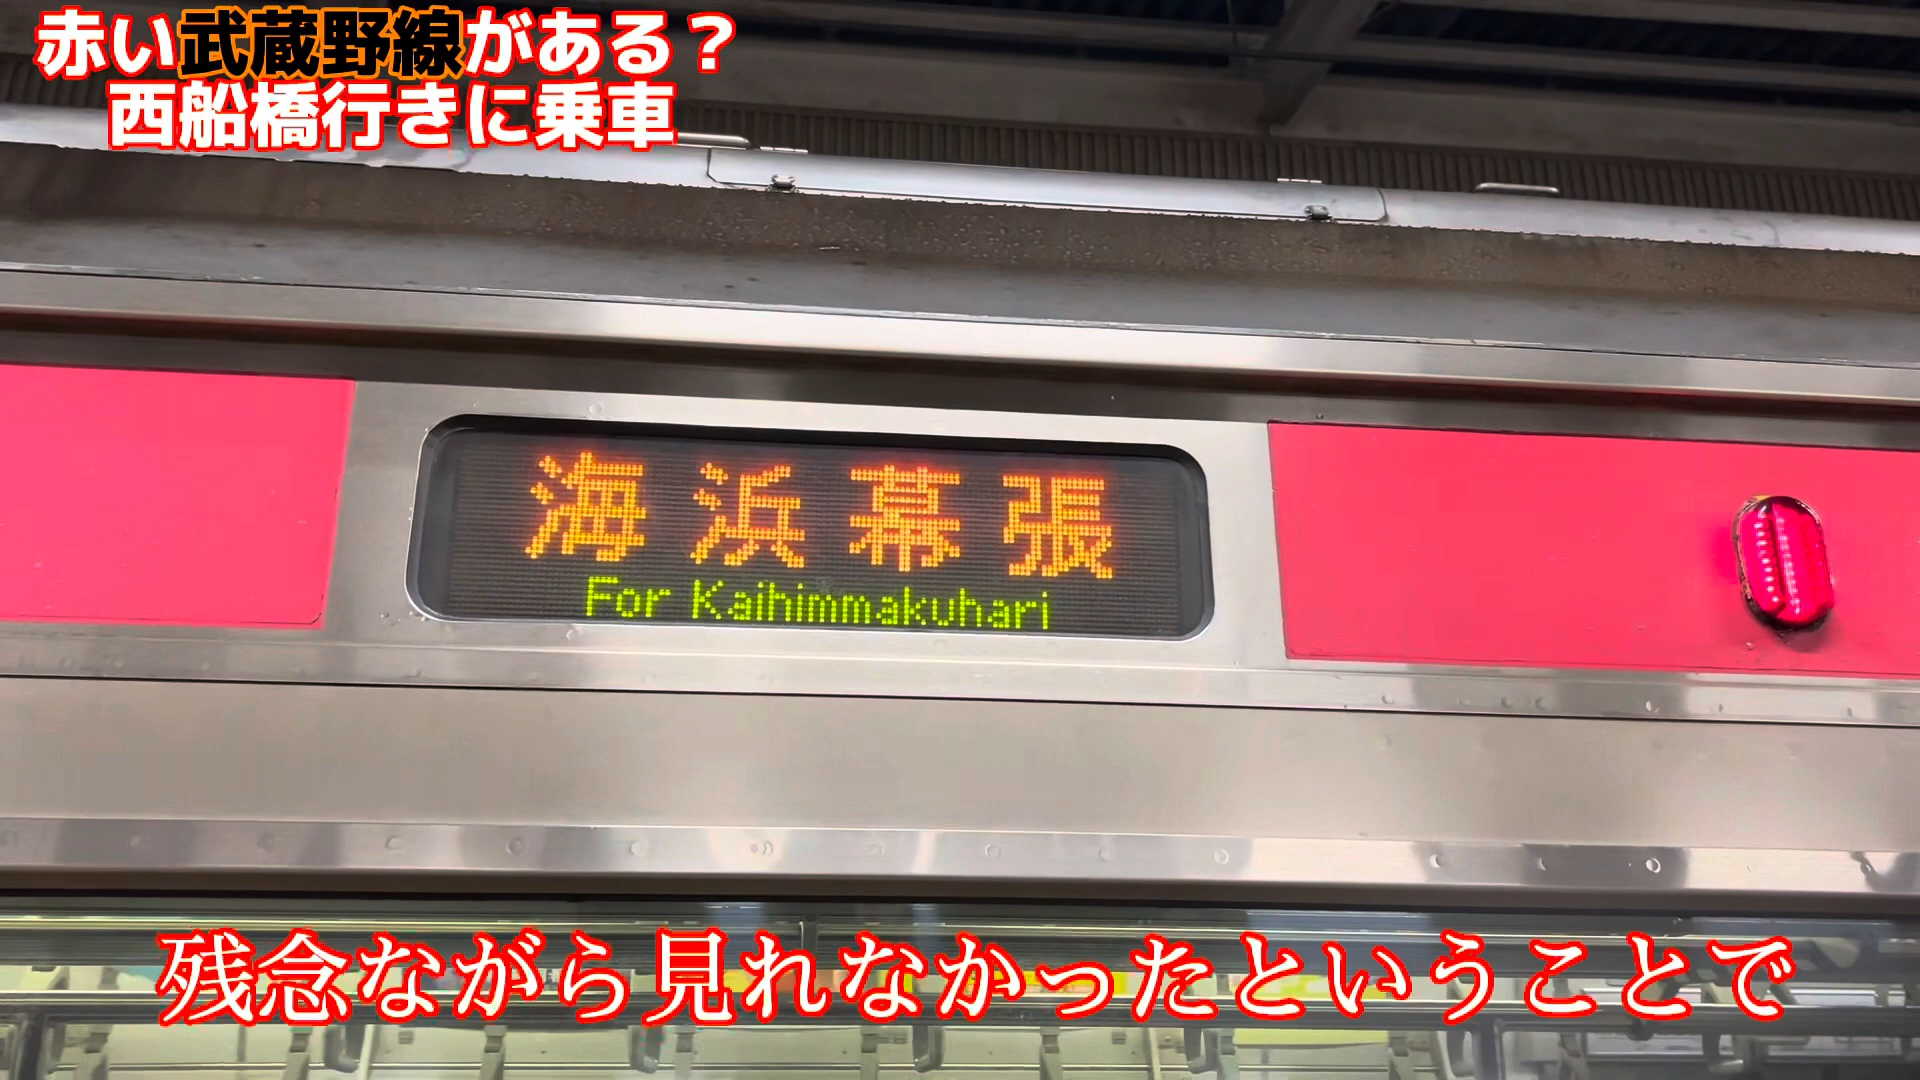 赤い武蔵野線がある？
西船橋行きに乗車
海浜幕張
For Kaihimmakuhari
残念ながら見れなかったということで